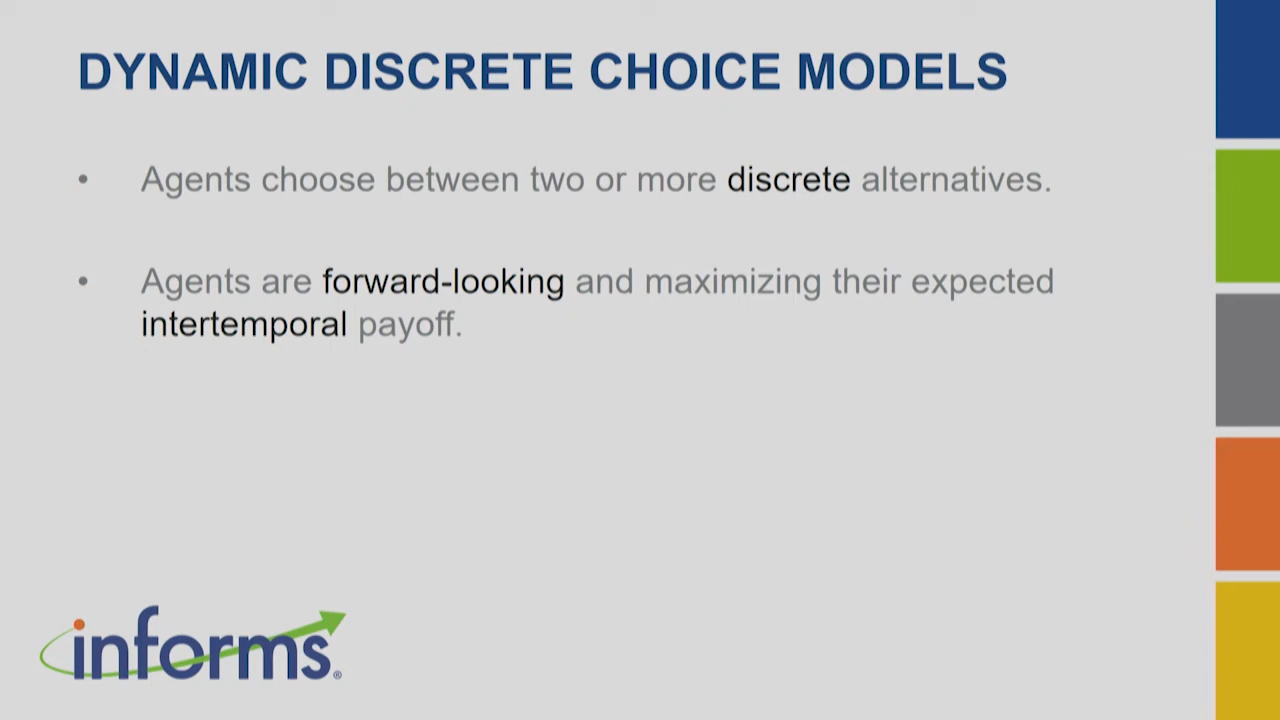 DYNAMIC DISCRETE CHOICE MODELS
• Agents choose between two or more discrete alternatives.
• Agents are forward-looking and maximizing their expected
intertemporal payoff.
informs®